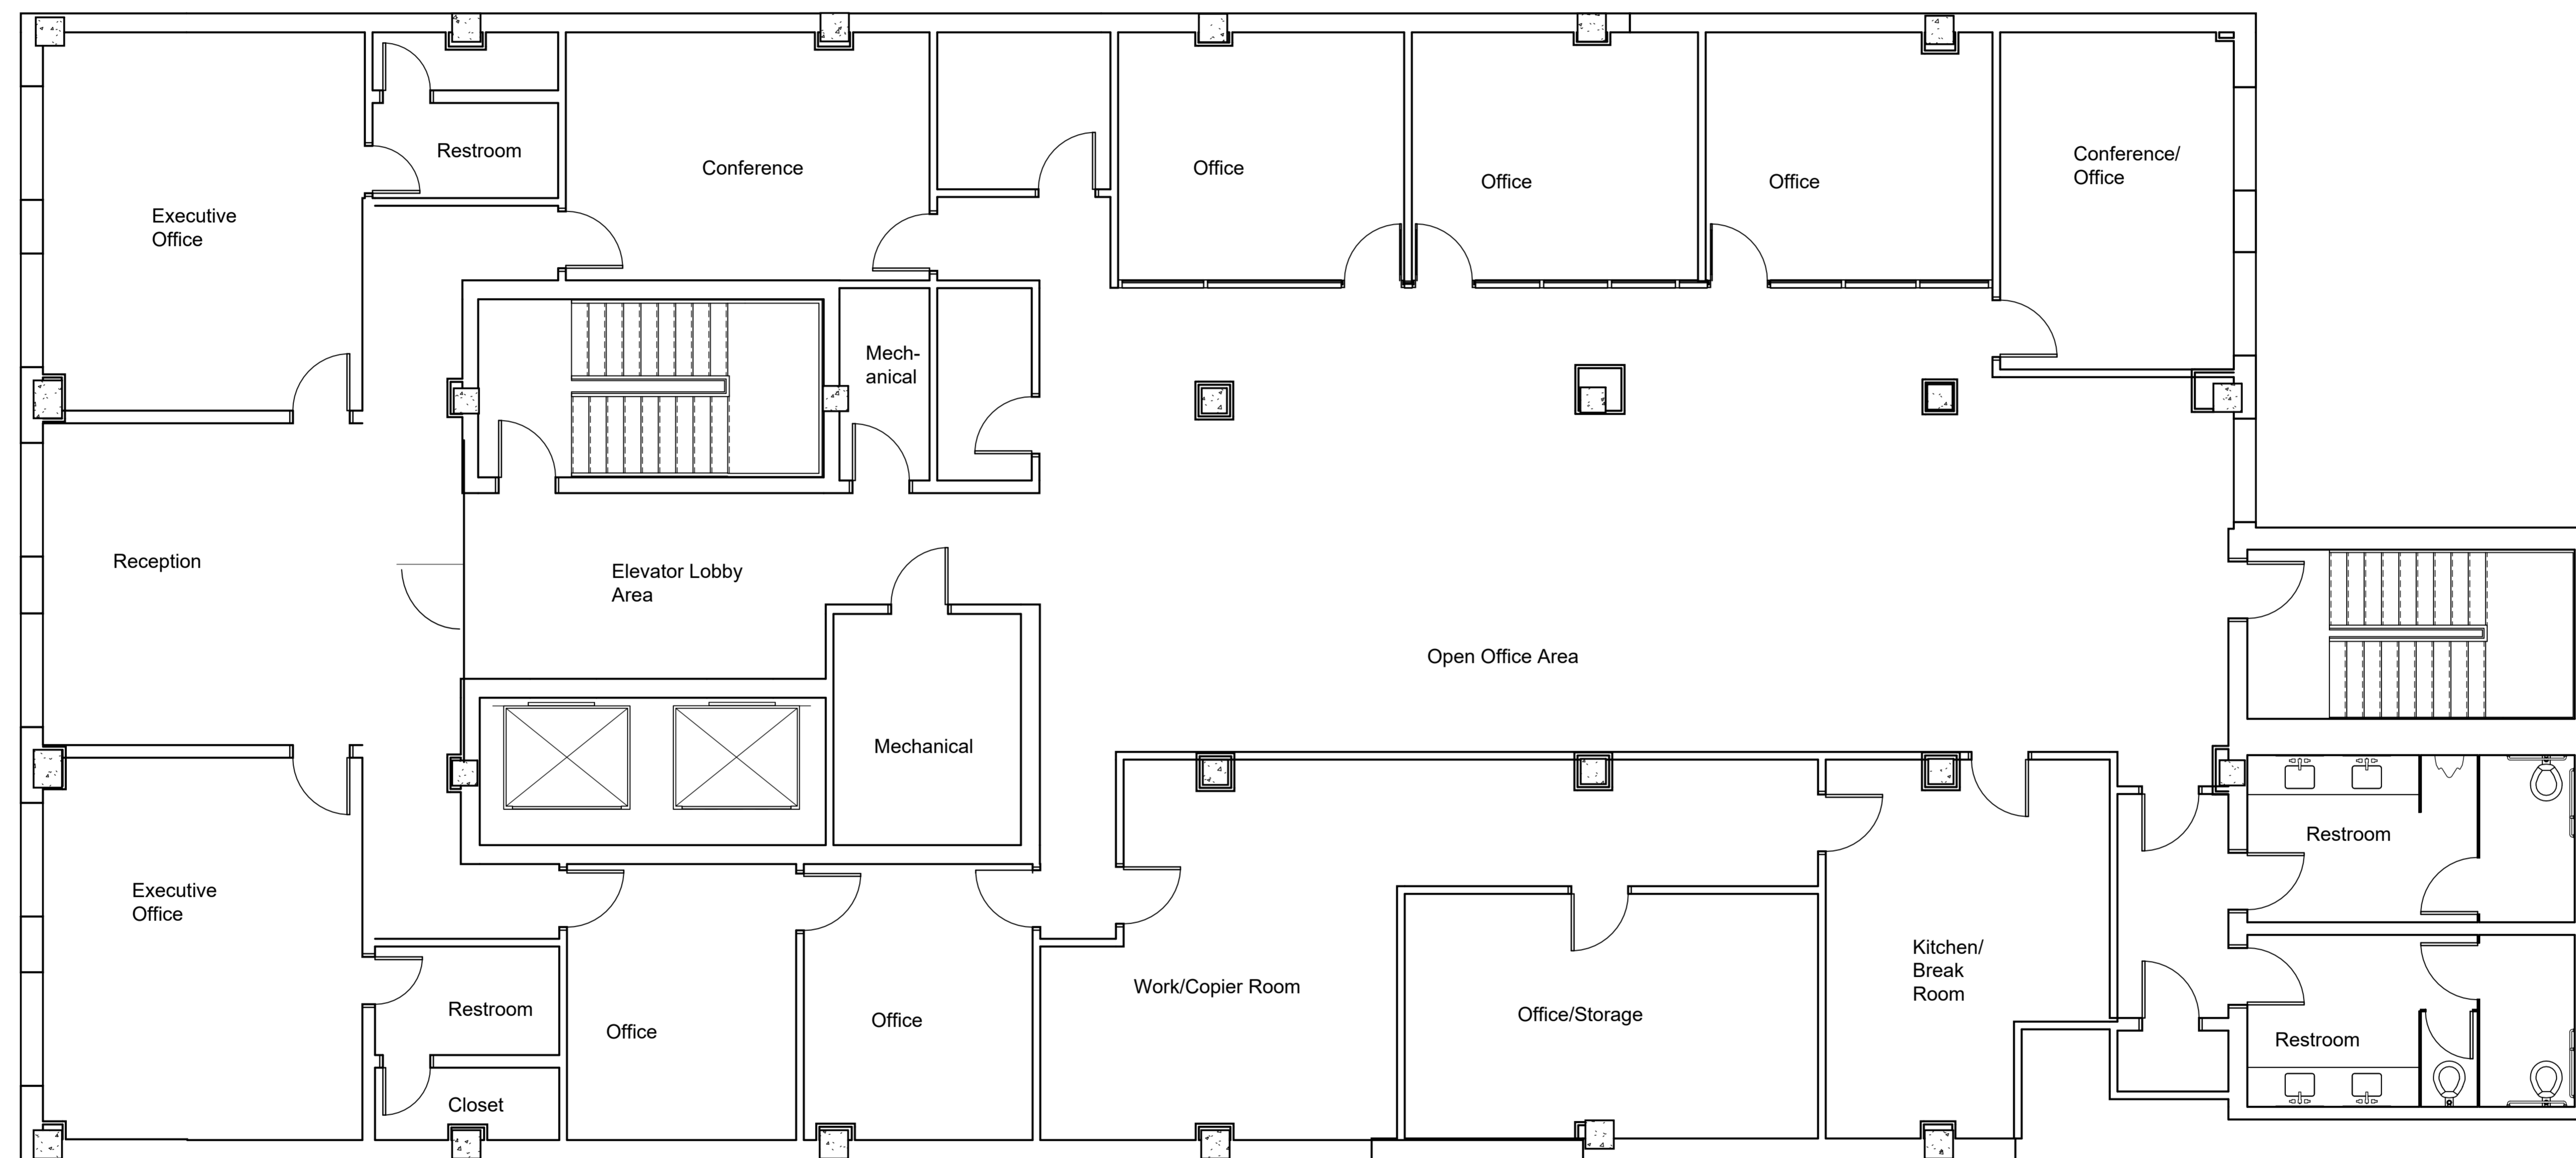 Restroom
Conference
Office
Office
Office
Conference/
Office
Executive
Office
Mech-
anical
Reception
Elevator Lobby
Area
Open Office Area
Mechanical
Restroom
Executive
Office
Work/Copier Room
Office/Storage
Kitchen/
Break
Room
Restroom
Office
Office
Restroom
Closet